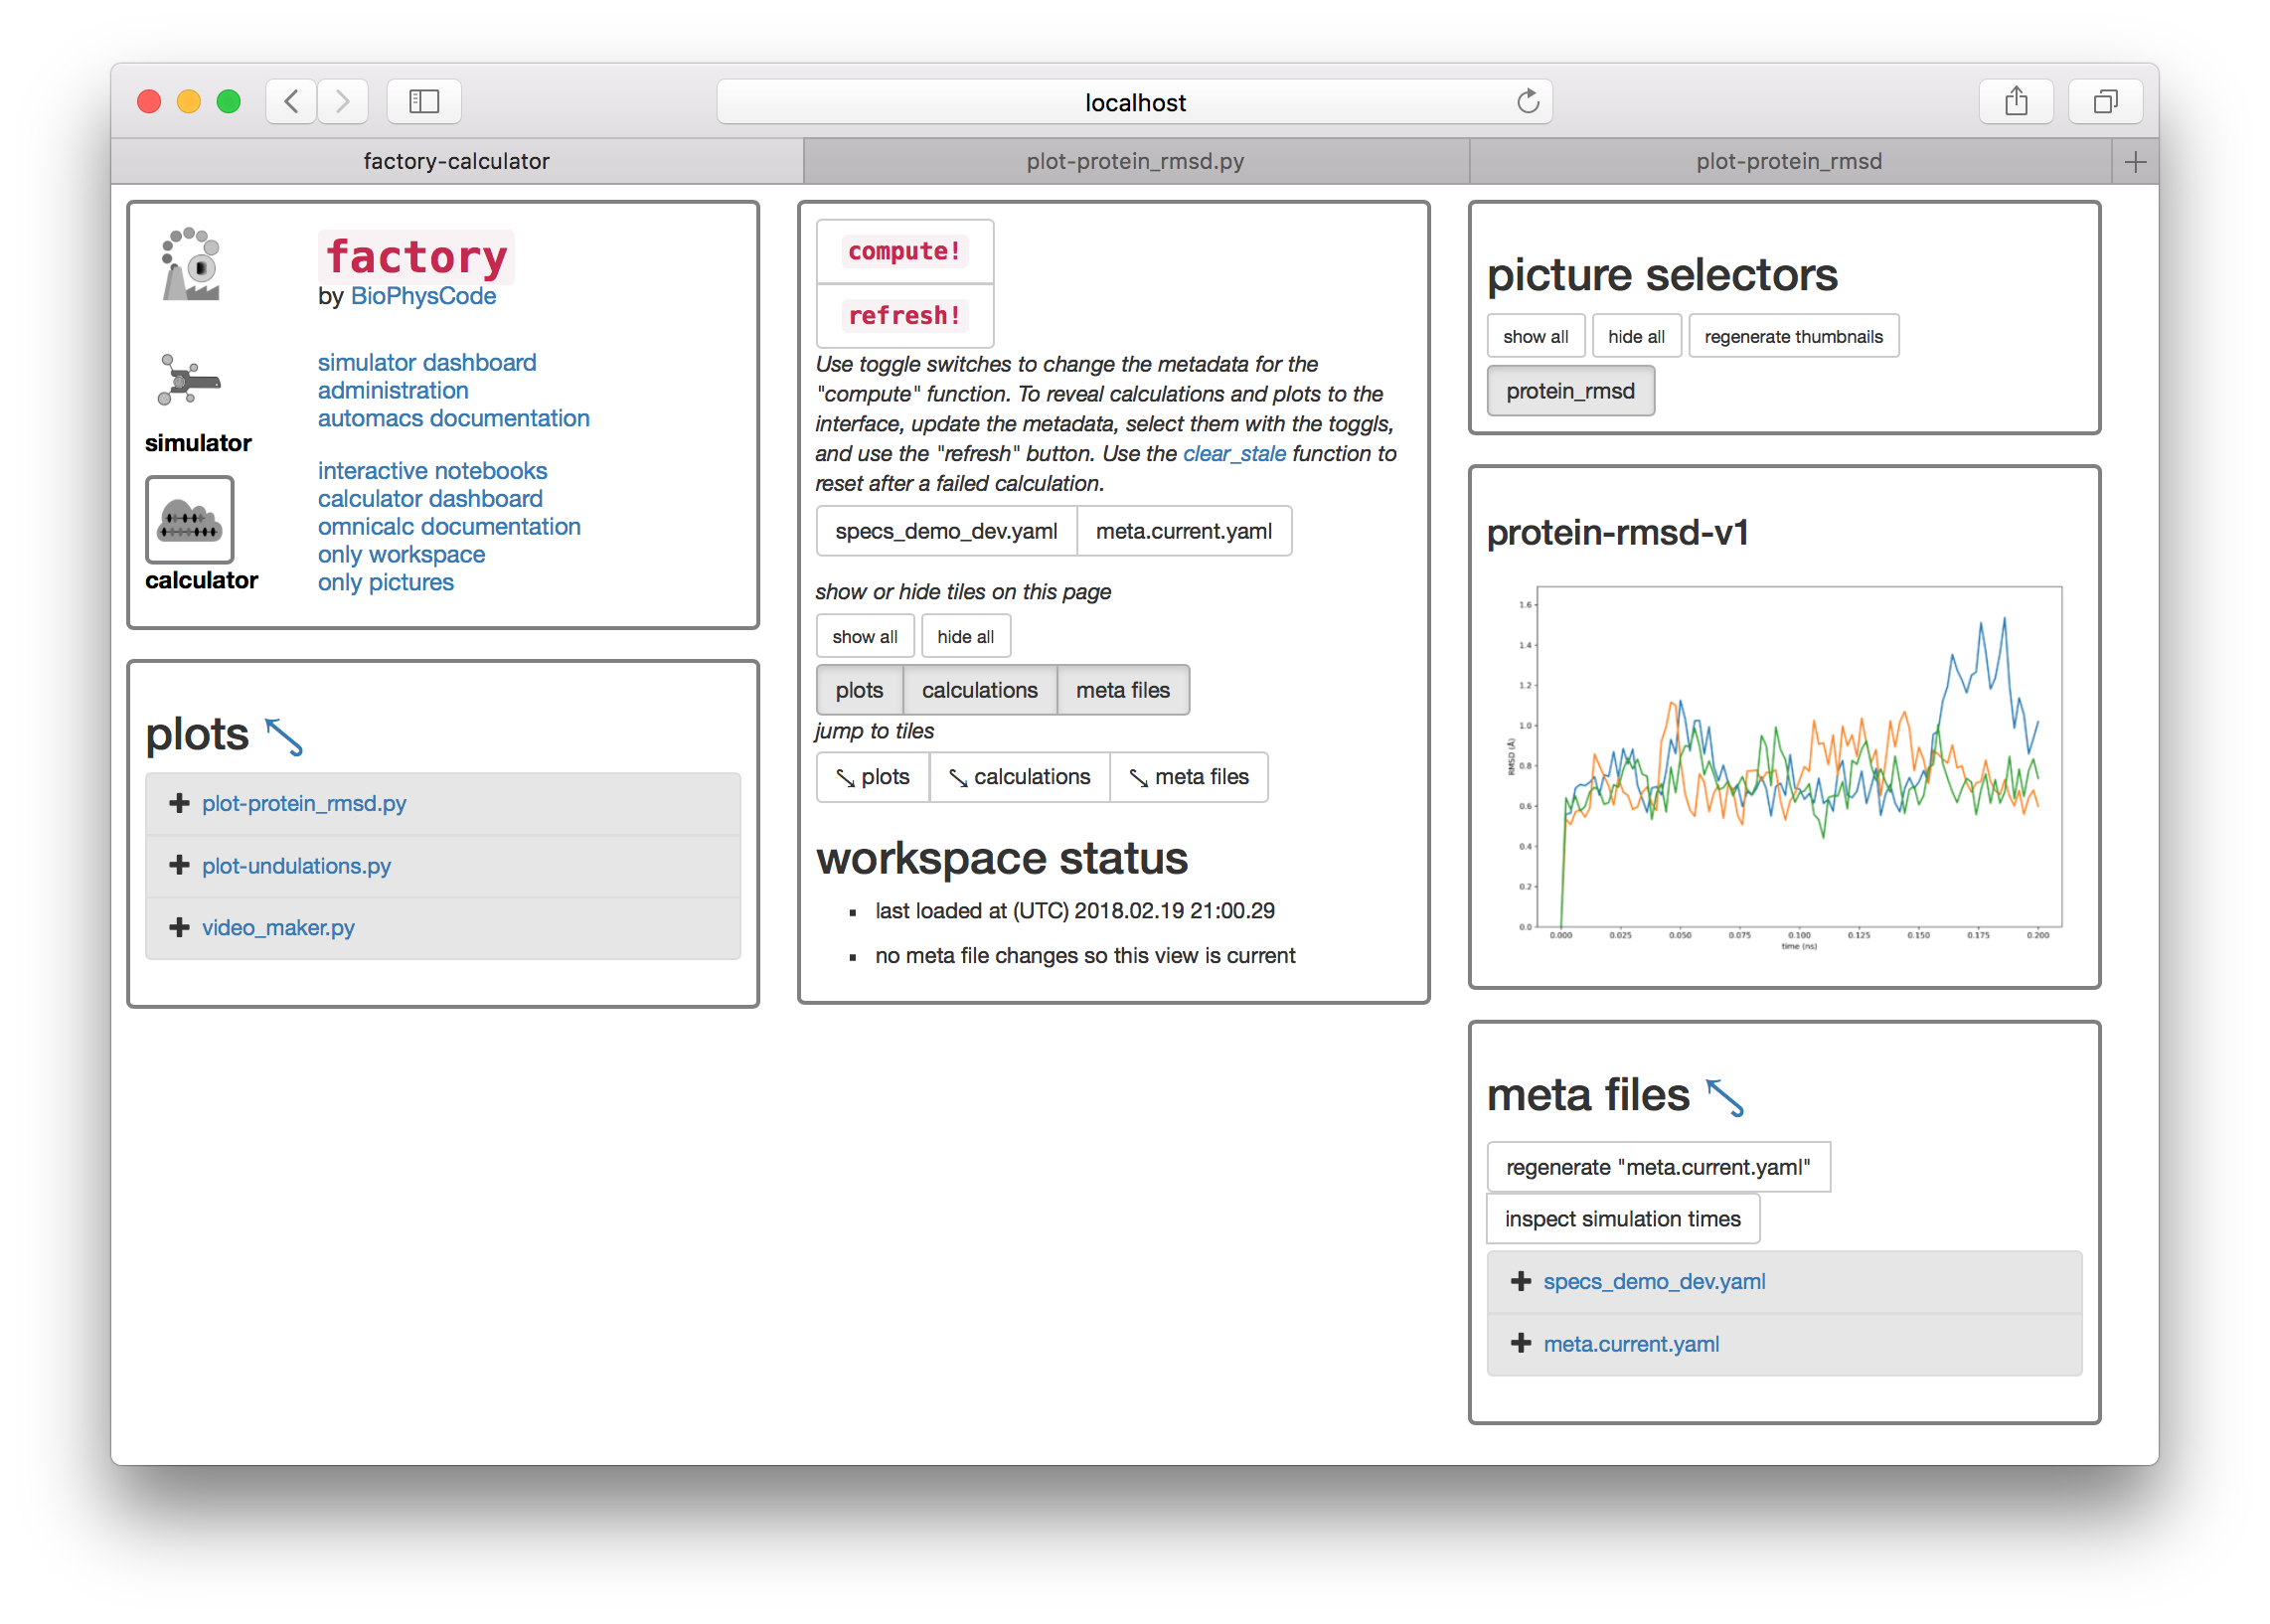 localhost
factory-calculator
plot-protein_rmsd.py
plot-protein_rmsd
factory
by BioPhysCode
simulator dashboard
administration
automacs documentation
simulator
interactive notebooks
calculator dashboard
omnicalc documentation
only workspace
only pictures
calculator
plots
plot-protein_rmsd.py
plot-undulations.py
video_maker.py
compute!
refresh!
Use toggle switches to change the metadata for the
"compute" function. To reveal calculations and plots to the
interface, update the metadata, select them with the toggls,
and use the "refresh" button. Use the clear_stale function to
reset after a failed calculation.
specs_demo_dev.yaml meta.current.yaml
show or hide tiles on this page
show all hide all
plots calculations meta files
jump to tiles
plots calculations meta files
workspace status
last loaded at (UTC) 2018.02.19 21:00.29
no meta file changes so this view is current
picture selectors
show all hide all regenerate thumbnails
protein_rmsd
protein-rmsd-v1
1.6
1.4
1.2
1.0
0.8
0.6
0.4
0.2
0.0
RMSD (Å)
0.000 0.025 0.050 0.075 0.100 0.125 0.150 0.175 0.200
time (ns)
meta files
regenerate "meta.current.yaml"
inspect simulation times
specs_demo_dev.yaml
meta.current.yaml